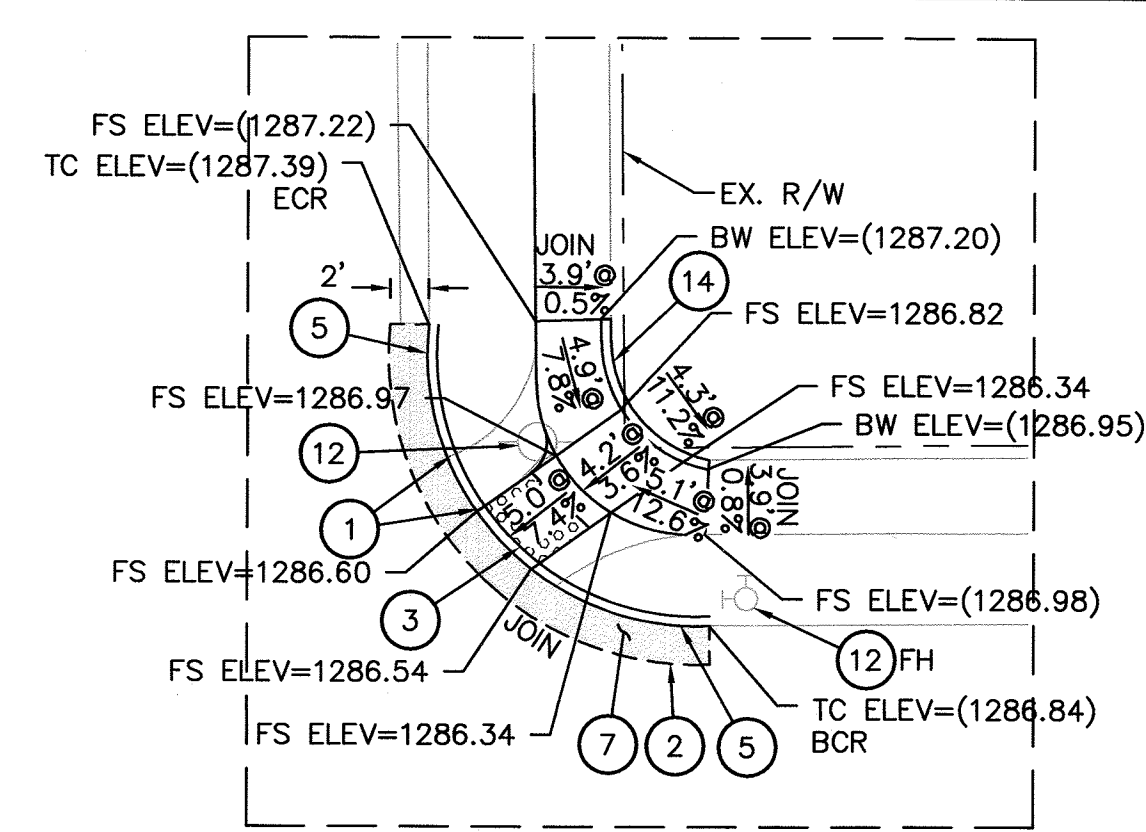 FS ELEV=(1287.22)
TC ELEV=(1287.39)
ECR
EX. R/W
JOIN
3.9'@
0.5%
BW ELEV=(1287.20)
2'
14
5
FS ELEV=1286.82
4.9'@
7.8%
4.3'@
11.2%
FS ELEV=1286.34
FS ELEV=1286.97
BW ELEV=(1286.95)
12
4.2'@
5.1'@
12.6%
JOIN
3.9'@
0.8%
5.0'@
7.4%
1
FS ELEV=1286.60
3
FS ELEV=(1286.98)
JOIN
12 FH
FS ELEV=1286.54
TC ELEV=(1286.84)
BCR
FS ELEV=1286.34
7
2
5